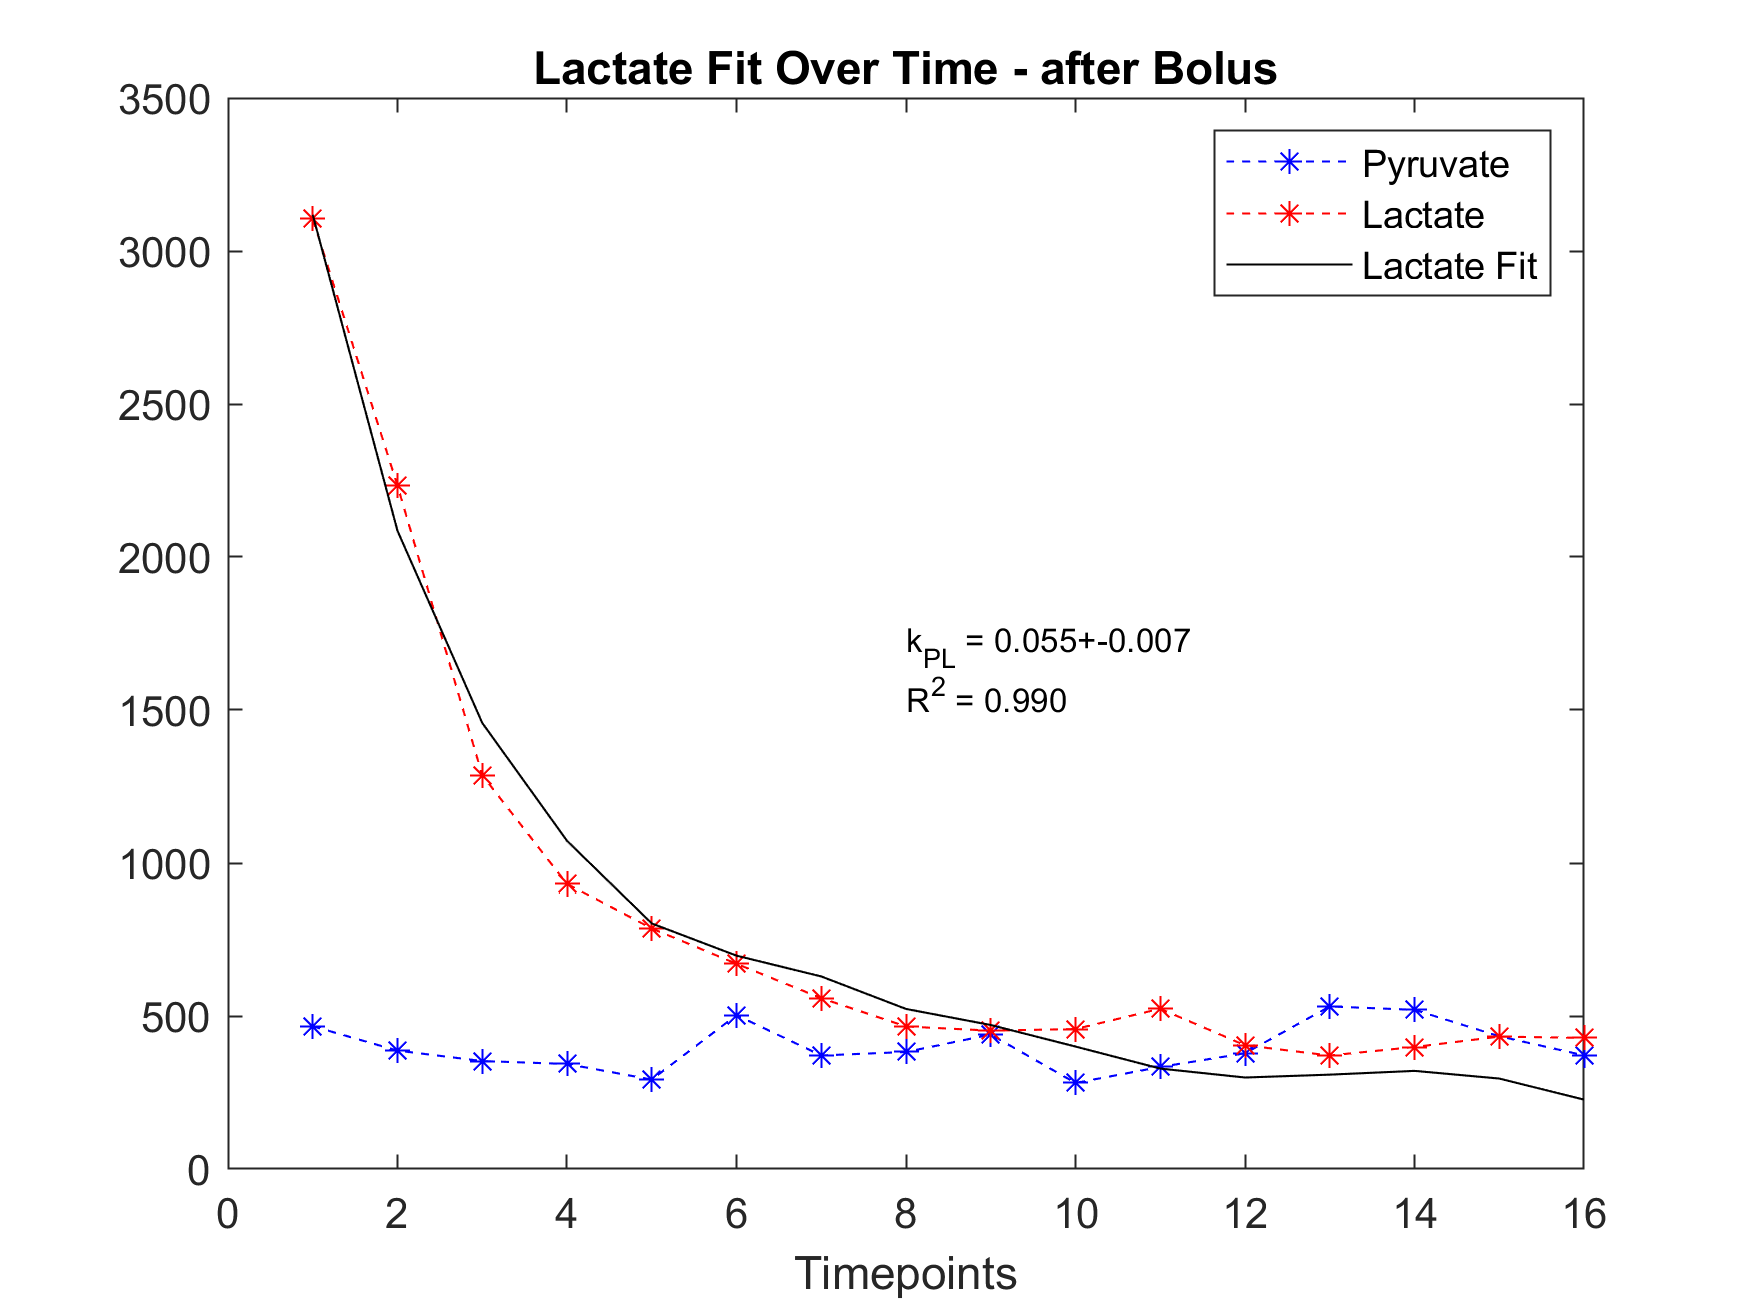 Lactate Fit Over Time - after Bolus
3500
3000
2500
2000
1500
1000
500
0
Pyruvate
Lactate
Lactate Fit
kPL = 0.055+-0.007
R2 = 0.990
0 2 4 6 8 10 12 14 16
Timepoints